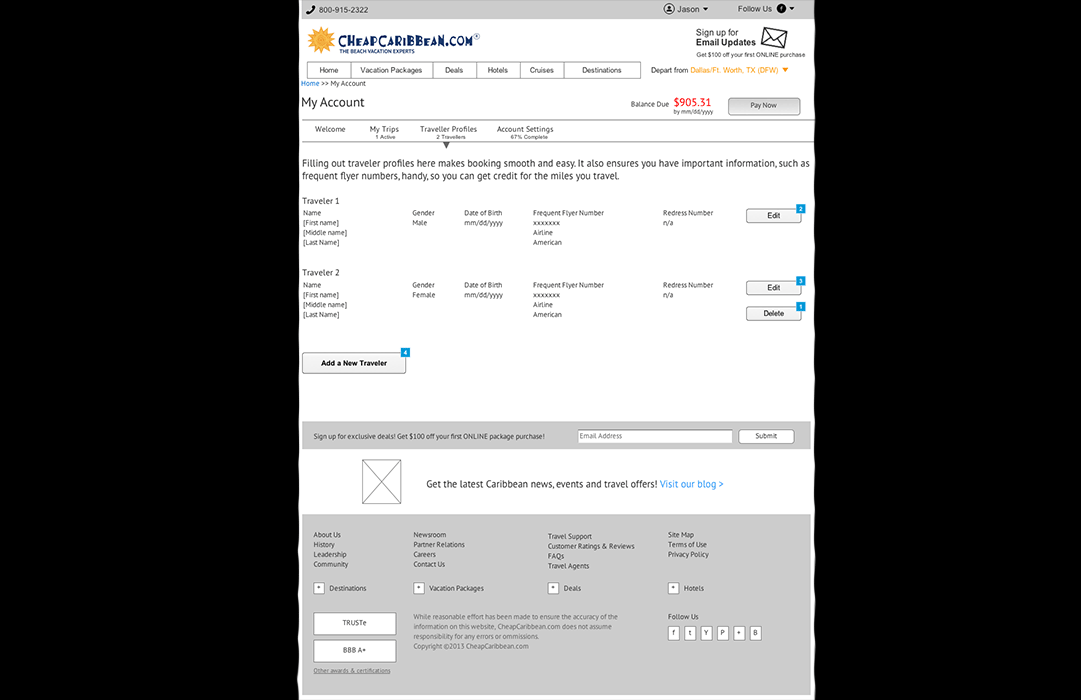 800-915-2322
Jason
Follow Us f
Sign up for
Email Updates
Get $100 off your first ONLINE purchase
CHEAPCARIBBEAN.COM®
THE BEACH VACATION EXPERTS
Home Vacation Packages Deals Hotels Cruises Destinations
Depart from Dallas/Ft. Worth, TX (DFW)
Home >> My Account
My Account
Balance Due $905.31
by mm/dd/yyyy
Pay Now
Welcome My Trips Traveller Profiles Account Settings
1 Active 2 Travellers 67% Complete
Filling out traveler profiles here makes booking smooth and easy. It also ensures you have important information, such as
frequent flyer numbers, handy, so you can get credit for the miles you travel.
Traveler 1
Name Gender Date of Birth Frequent Flyer Number Redress Number
[First name] Male mm/dd/yyyy xxxxxxx n/a
[Middle name] Airline
[Last Name] American
Edit 2
Traveler 2
Name Gender Date of Birth Frequent Flyer Number Redress Number
[First name] Female mm/dd/yyyy xxxxxxx n/a
[Middle name] Airline
[Last Name] American
Edit 3
Delete 1
Add a New Traveler 4
Sign up for exclusive deals! Get $100 off your first ONLINE package purchase!
Email Address
Submit
Get the latest Caribbean news, events and travel offers! Visit our blog >
About Us
History
Leadership
Community
Newsroom
Partner Relations
Careers
Contact Us
Travel Support
Customer Ratings & Reviews
FAQs
Travel Agents
Site Map
Terms of Use
Privacy Policy
+ Destinations
+ Vacation Packages
+ Deals
+ Hotels
TRUSTe
BBB A+
Other awards & certifications
While reasonable effort has been made to ensure the accuracy of the
information on this website, CheapCaribbean.com does not assume
responsibility for any errors or ommissions.
Copyright ©2013 CheapCaribbean.com
Follow Us
f t Y P + B